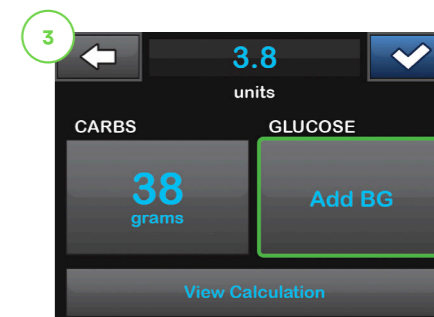 3
3.8
units
CARBS GLUCOSE
38
grams
Add BG
View Calculation